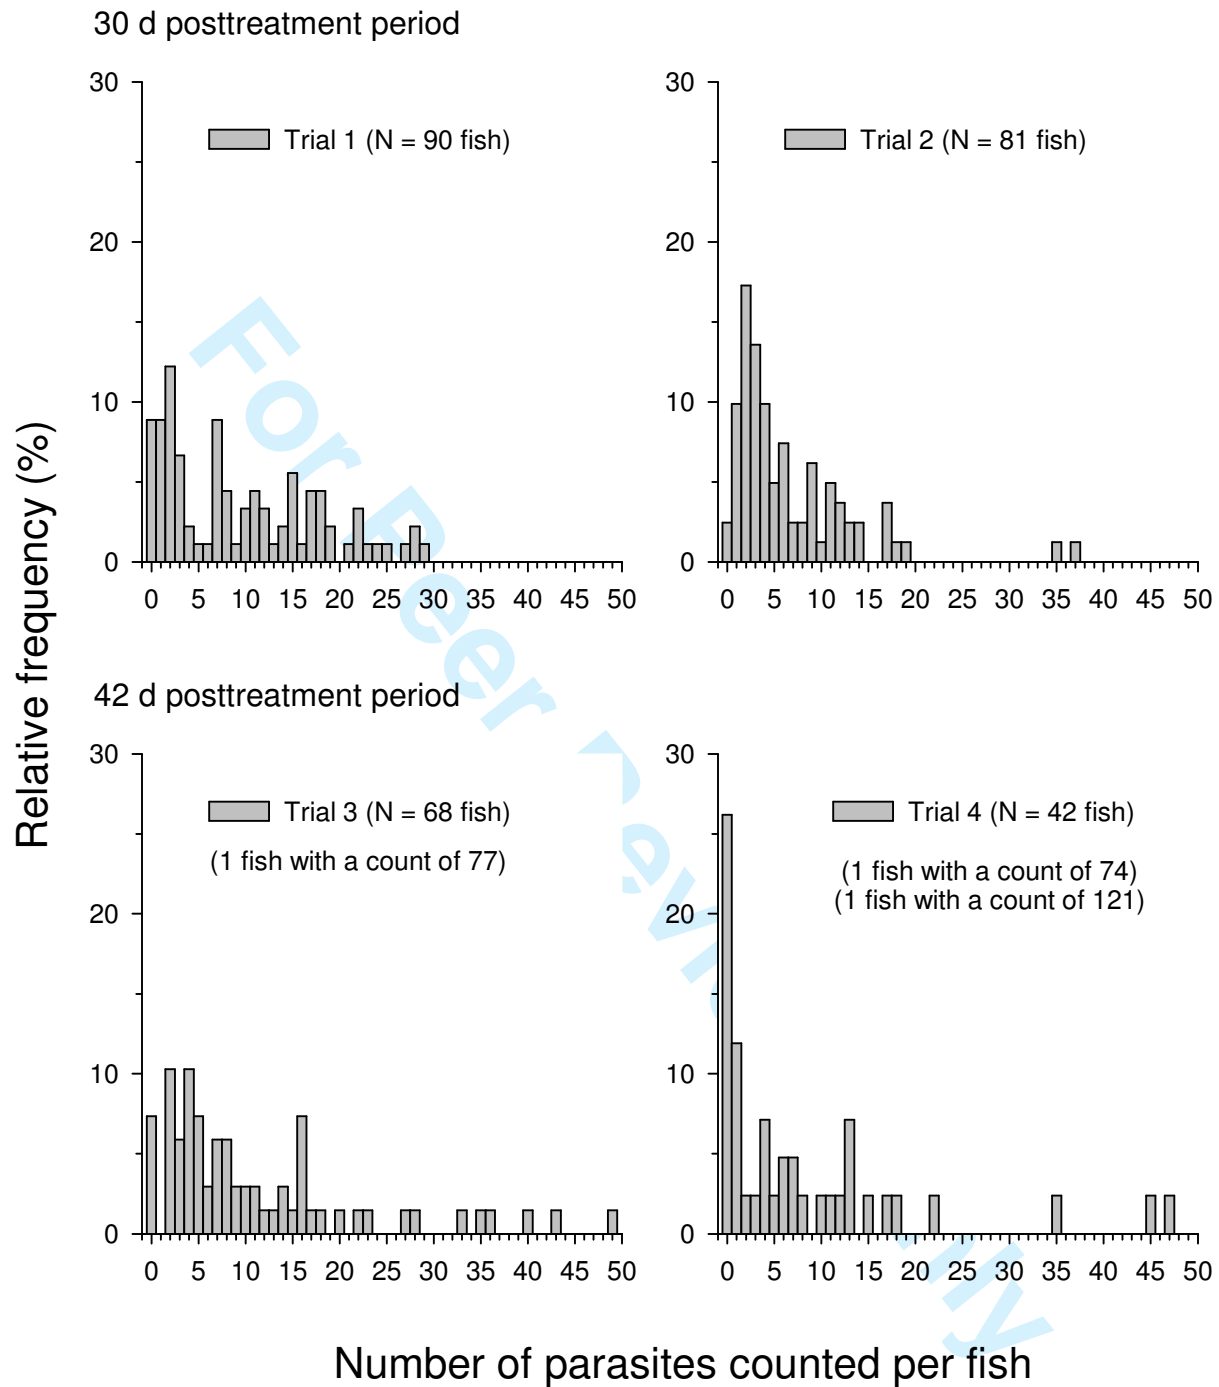 30 d posttreatment period
30
20
10
0
Trial 1 (N = 90 fish)
0 5 10 15 20 25 30 35 40 45 50
30
20
10
0
Trial 2 (N = 81 fish)
0 5 10 15 20 25 30 35 40 45 50
Relative frequency (%)
42 d posttreatment period
30
20
10
0
Trial 3 (N = 68 fish)
(1 fish with a count of 77)
0 5 10 15 20 25 30 35 40 45 50
30
20
10
0
Trial 4 (N = 42 fish)
(1 fish with a count of 74)
(1 fish with a count of 121)
0 5 10 15 20 25 30 35 40 45 50
Number of parasites counted per fish
For Peer